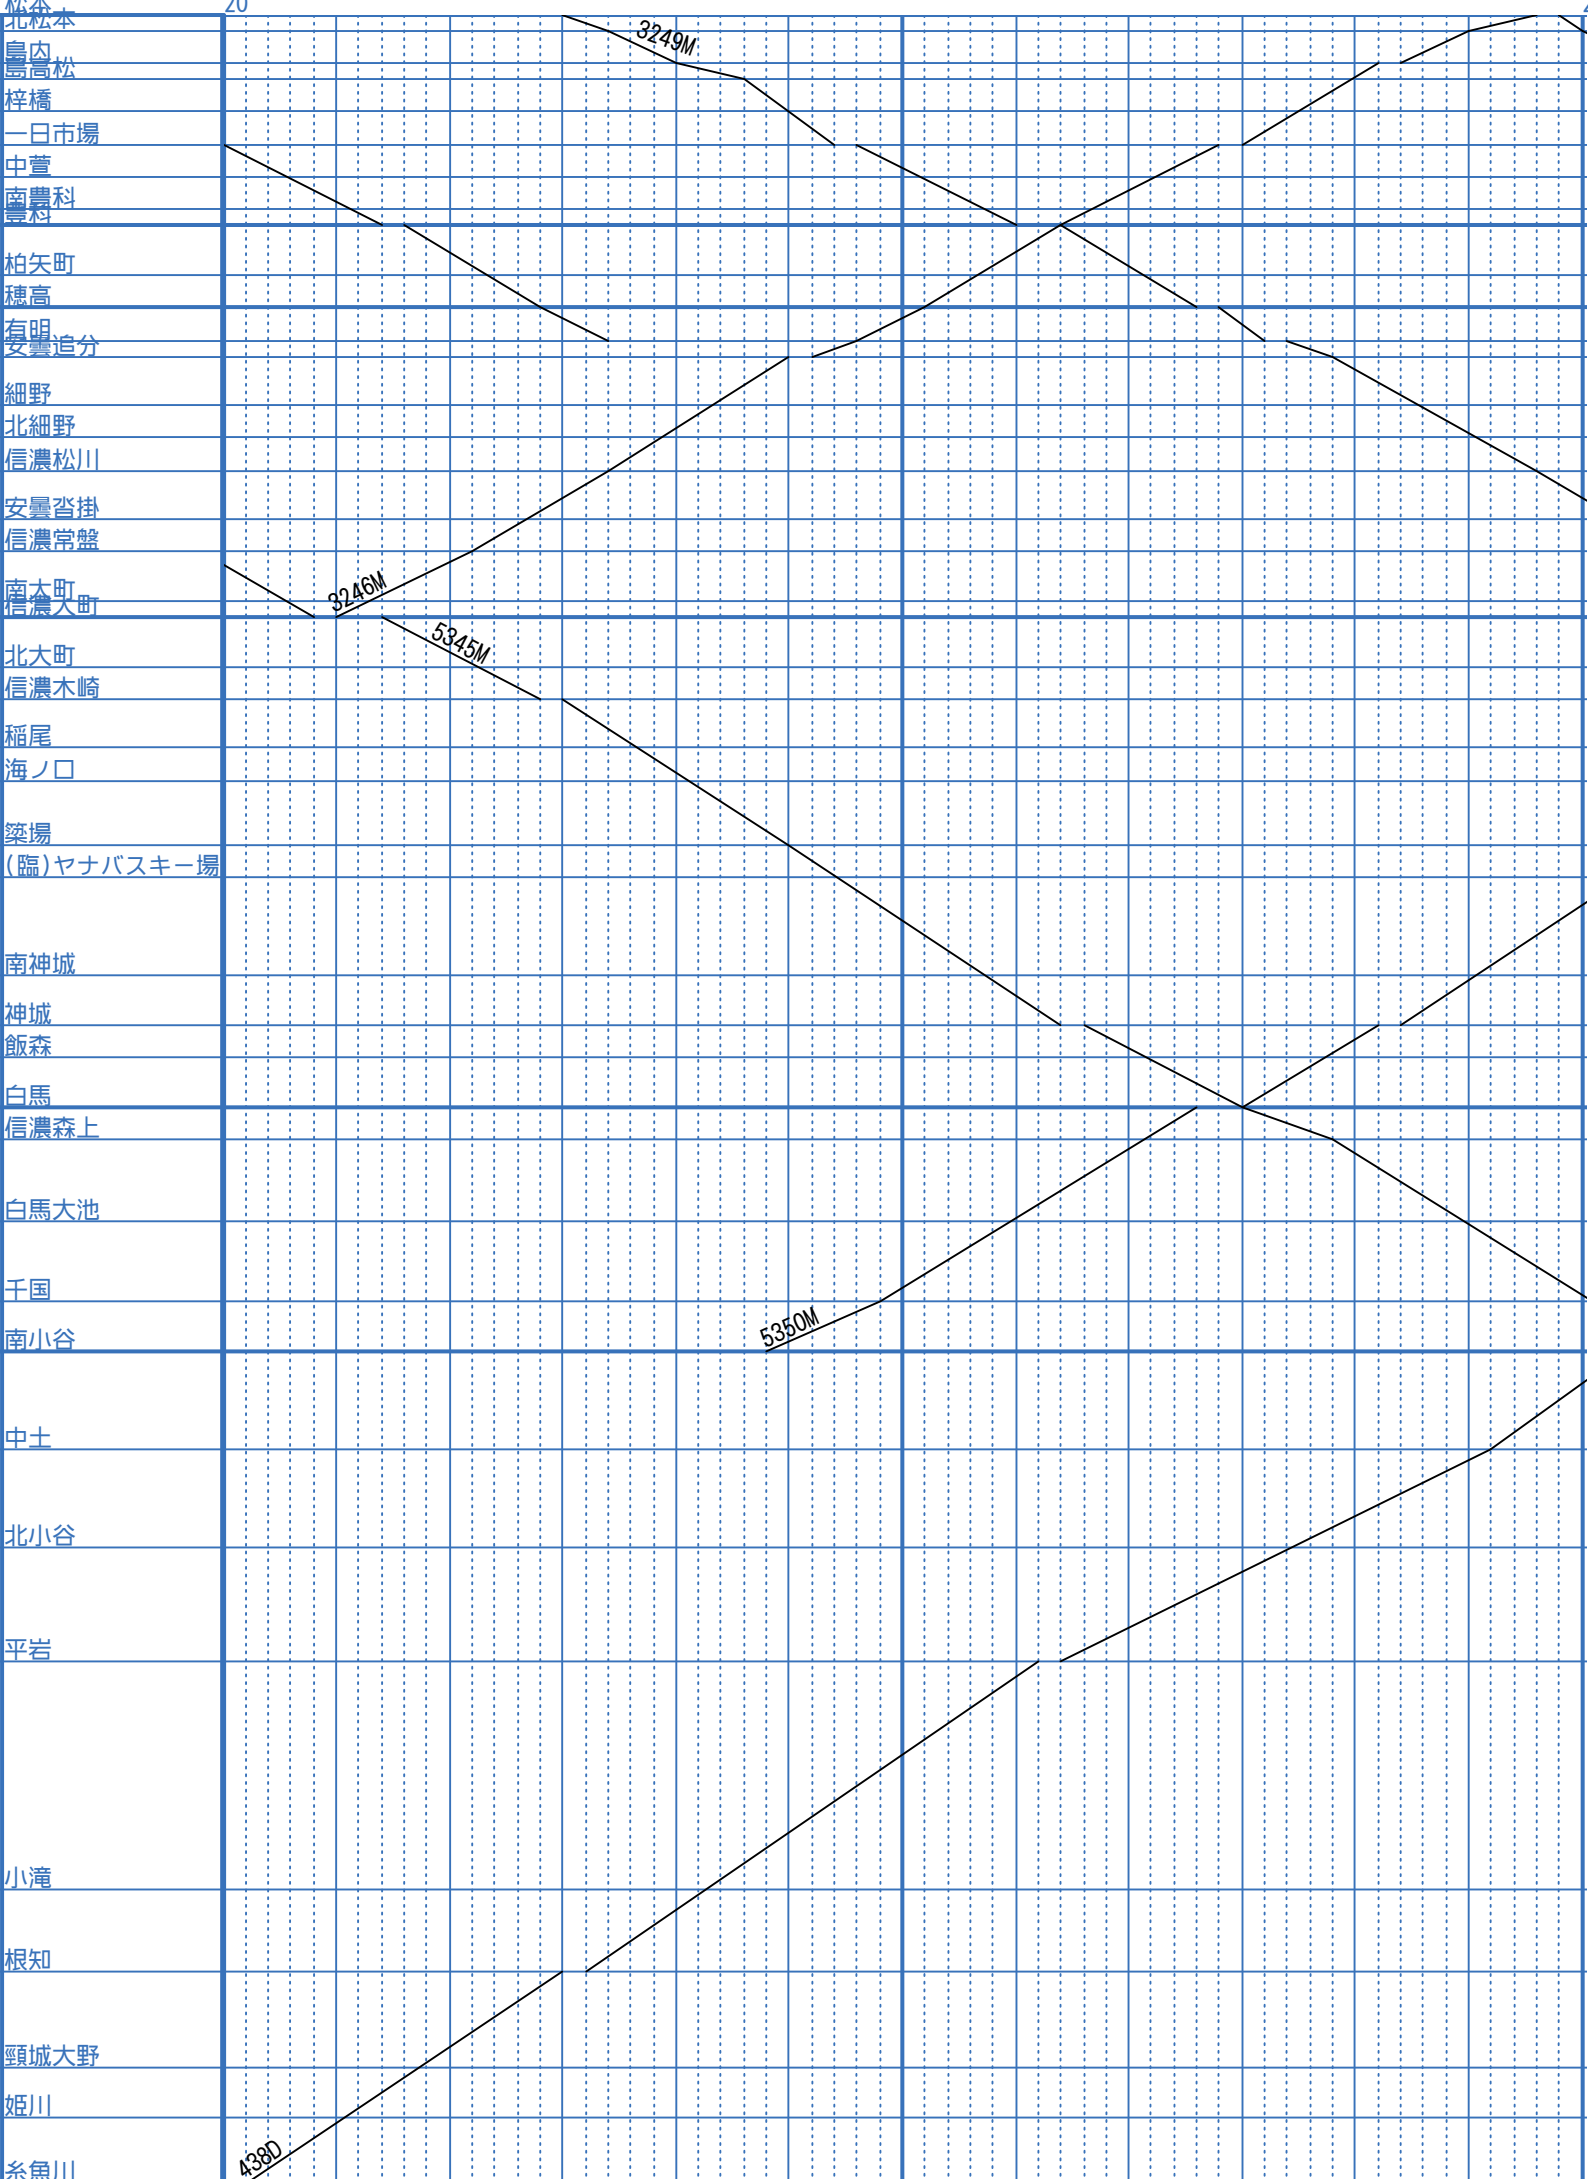 松本
20
北松本
3249M
島内
島高松
梓橋
一日市場
中萱
南豊科
豊科
柏矢町
穂高
有明
安曇追分
細野
北細野
信濃松川
安曇沓掛
信濃常盤
南大町
3246M
信濃大町
5345M
北大町
信濃木崎
稲尾
海ノ口
簗場
(臨)ヤナバスキー場
南神城
神城
飯森
白馬
信濃森上
白馬大池
千国
5350M
南小谷
中土
北小谷
平岩
小滝
根知
頸城大野
姫川
438D
糸魚川